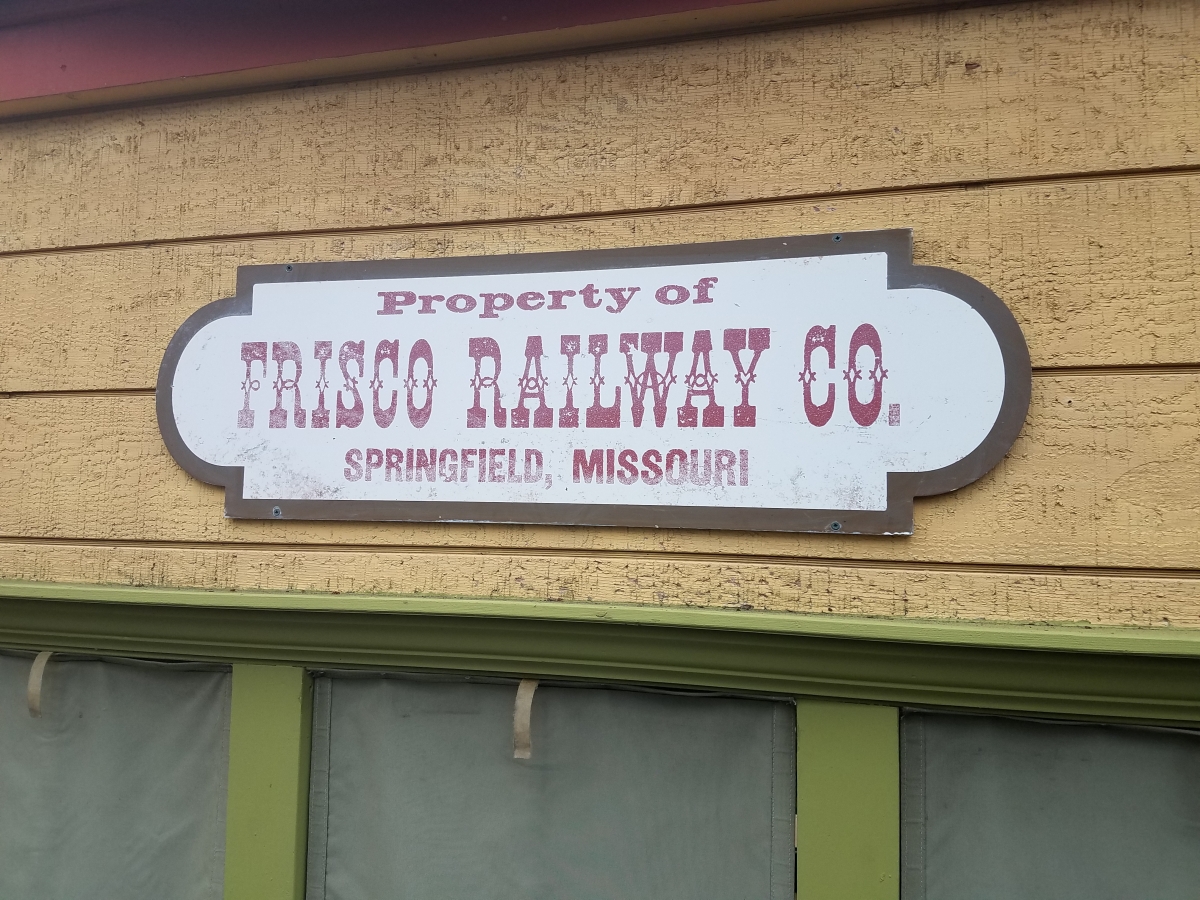 Property of
FRISCO RAILWAY CO.
SPRINGFIELD, MISSOURI